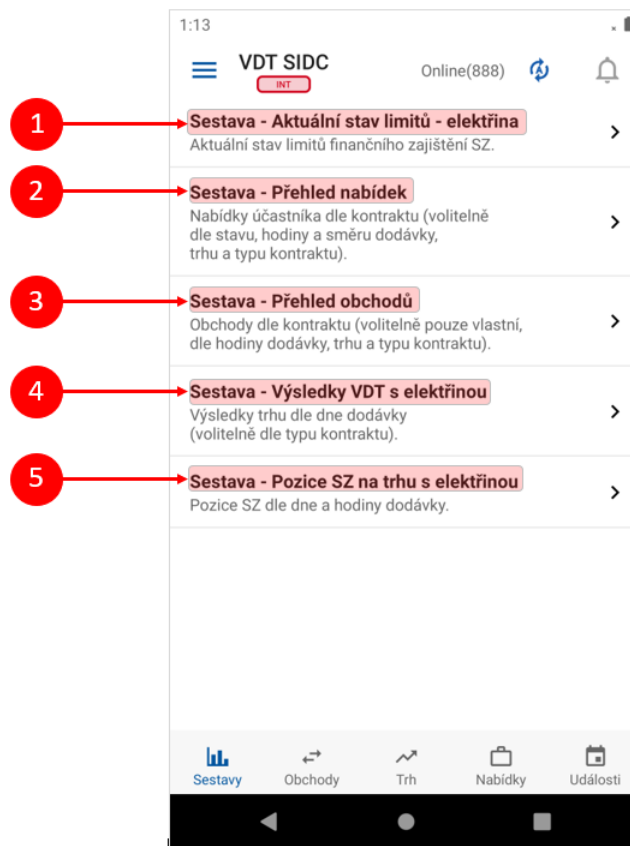 1:13
VDT SIDC
INT
Online(888)
1
Sestava - Aktuální stav limitů - elektřina
Aktuální stav limitů finančního zajištění SZ.
2
Sestava - Přehled nabídek
Nabídky účastníka dle kontraktu (volitelně
dle stavu, hodiny a směru dodávky,
trhu a typu kontraktu).
3
Sestava - Přehled obchodů
Obchody dle kontraktu (volitelně pouze vlastní,
dle hodiny dodávky, trhu a typu kontraktu).
4
Sestava - Výsledky VDT s elektřinou
Výsledky trhu dle dne dodávky
(volitelně dle typu kontraktu).
5
Sestava - Pozice SZ na trhu s elektřinou
Pozice SZ dle dne a hodiny dodávky.
Sestavy Obchody Trh Nabídky Události